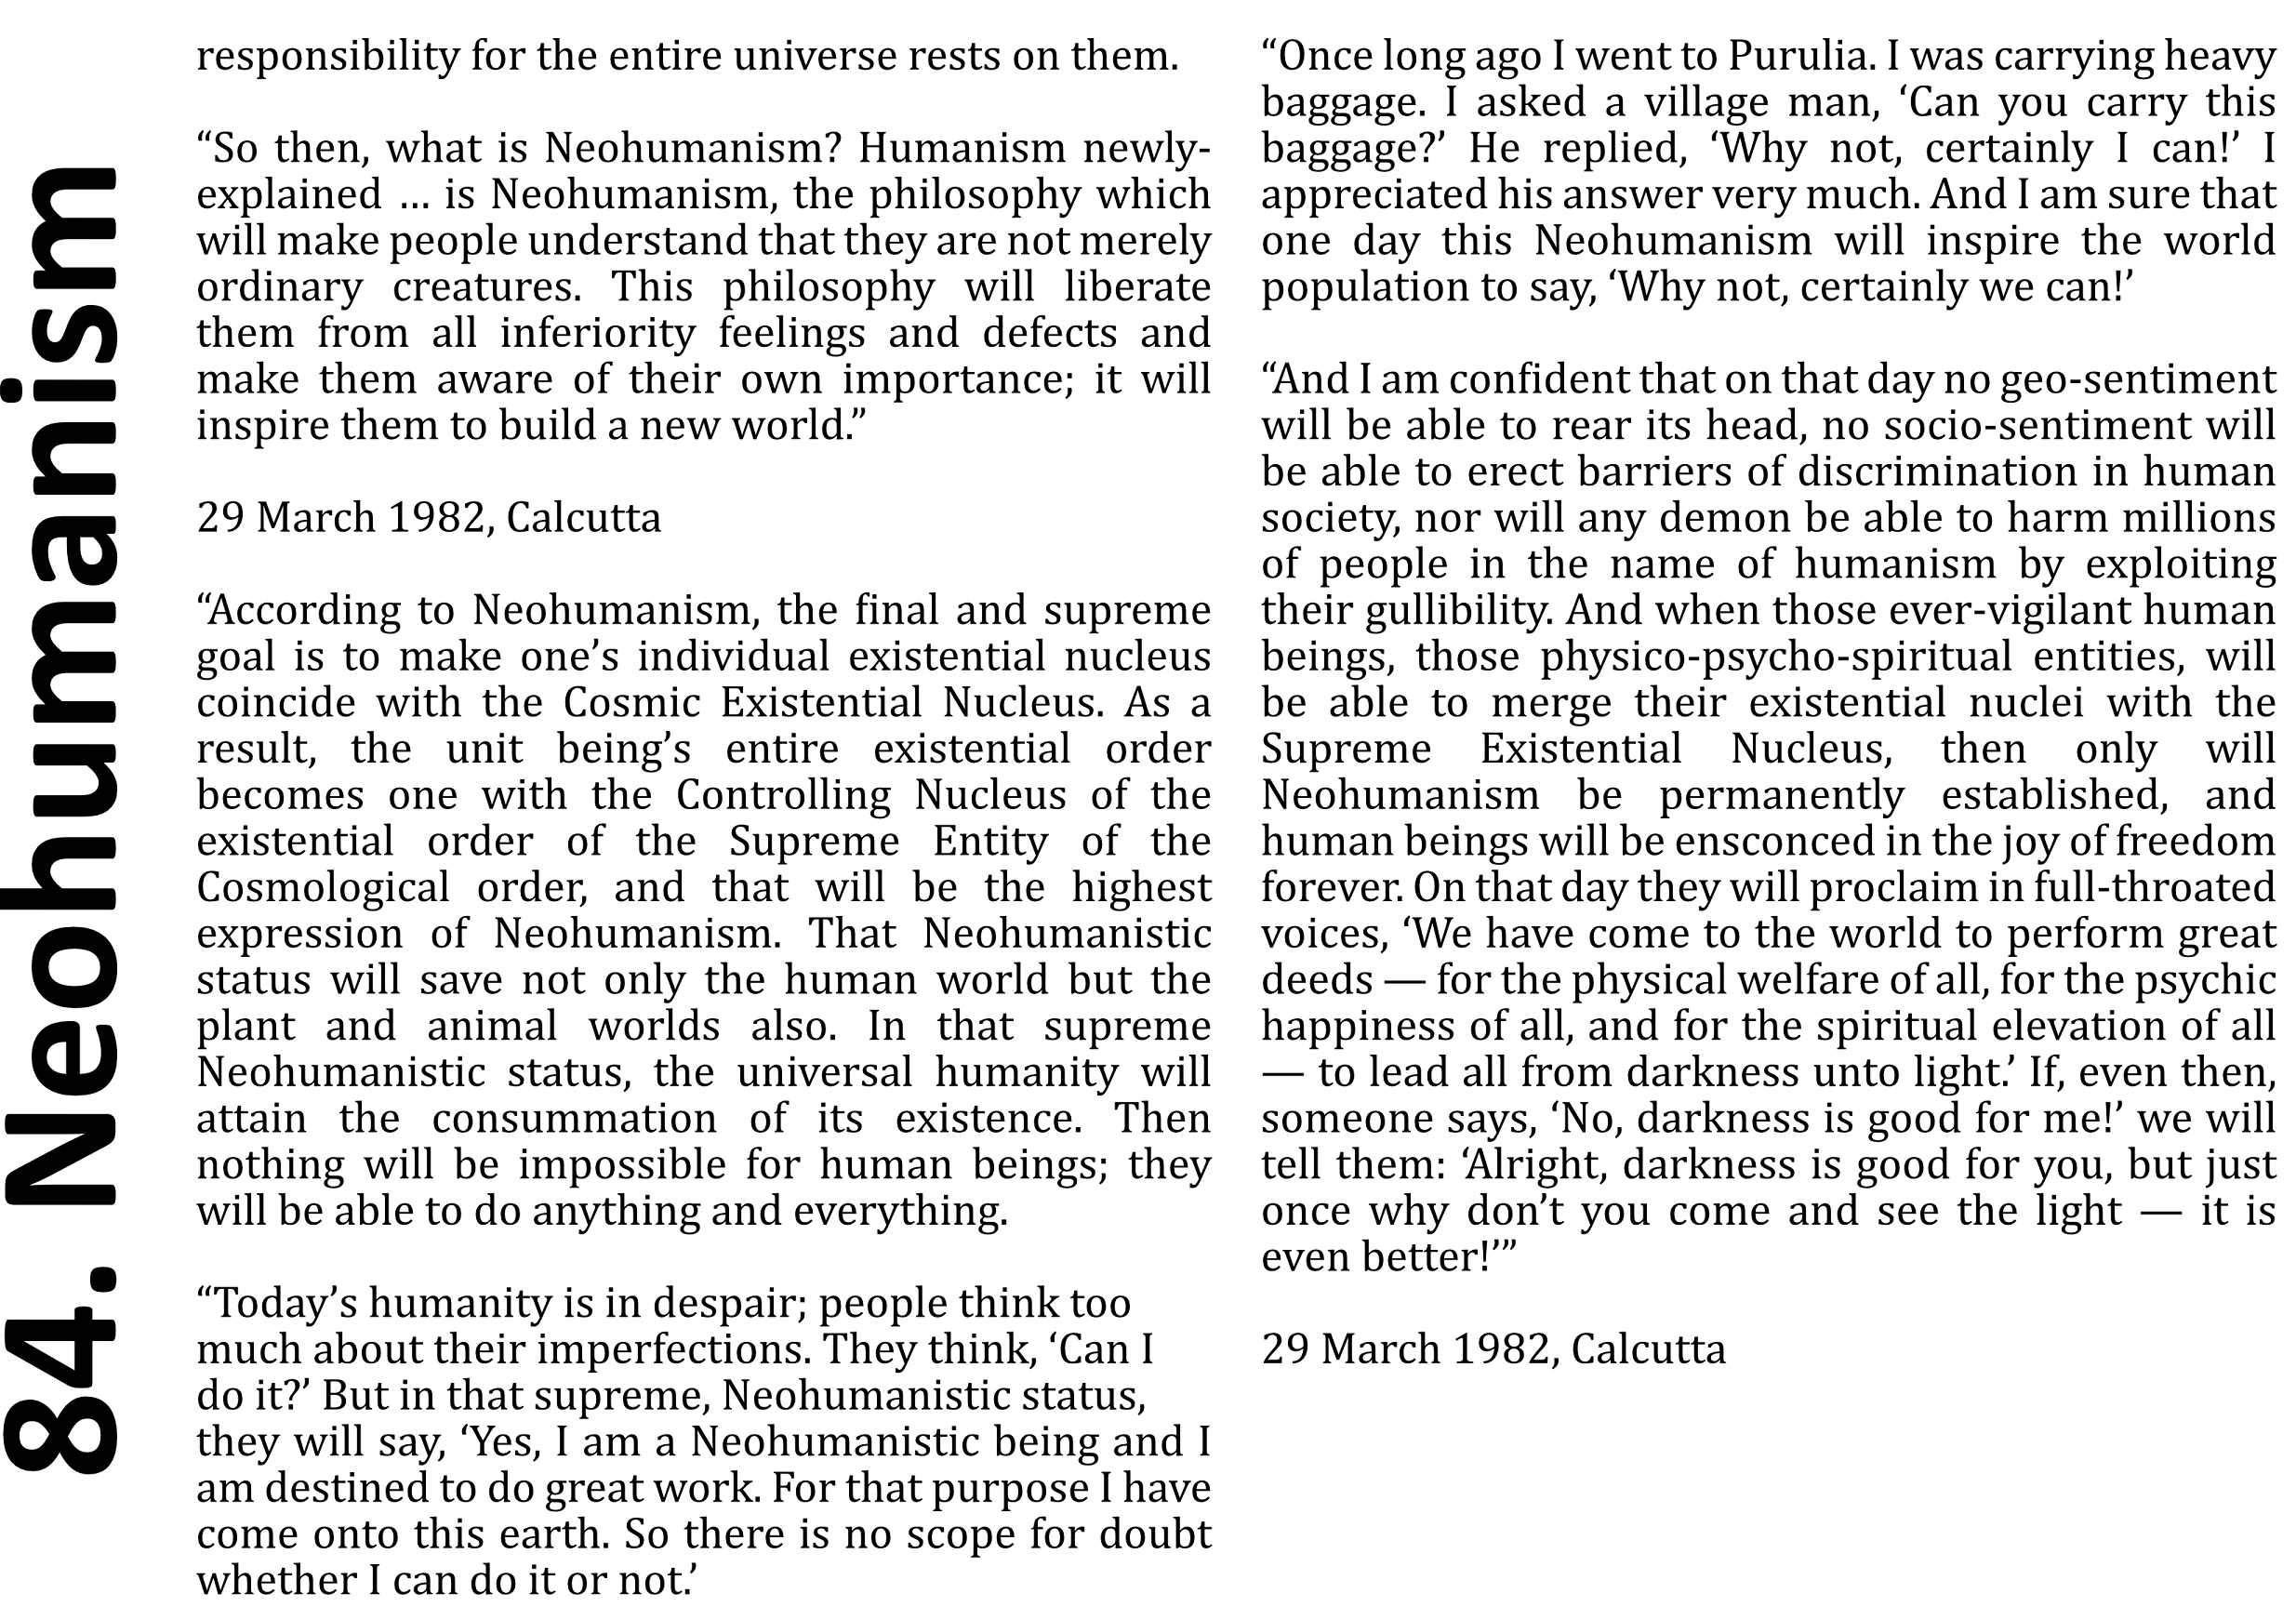 84. Neohumanism
responsibility for the entire universe rests on them.
“So then, what is Neohumanism? Humanism newly-
explained ... is Neohumanism, the philosophy which
will make people understand that they are not merely
ordinary creatures. This philosophy will liberate
them from all inferiority feelings and defects and
make them aware of their own importance; it will
inspire them to build a new world.”
29 March 1982, Calcutta
“According to Neohumanism, the final and supreme
goal is to make one’s individual existential nucleus
coincide with the Cosmic Existential Nucleus. As a
result, the unit being’s entire existential order
becomes one with the Controlling Nucleus of the
existential order of the Supreme Entity of the
Cosmological order, and that will be the highest
expression of Neohumanism. That Neohumanistic
status will save not only the human world but the
plant and animal worlds also. In that supreme
Neohumanistic status, the universal humanity will
attain the consummation of its existence. Then
nothing will be impossible for human beings; they
will be able to do anything and everything.
“Today’s humanity is in despair; people think too
much about their imperfections. They think, ‘Can I
do it?’ But in that supreme, Neohumanistic status,
they will say, ‘Yes, I am a Neohumanistic being and I
am destined to do great work. For that purpose I have
come onto this earth. So there is no scope for doubt
whether I can do it or not.’
“Once long ago I went to Purulia. I was carrying heavy
baggage. I asked a village man, ‘Can you carry this
baggage?’ He replied, ‘Why not, certainly I can!’ I
appreciated his answer very much. And I am sure that
one day this Neohumanism will inspire the world
population to say, ‘Why not, certainly we can!’
“And I am confident that on that day no geo-sentiment
will be able to rear its head, no socio-sentiment will
be able to erect barriers of discrimination in human
society, nor will any demon be able to harm millions
of people in the name of humanism by exploiting
their gullibility. And when those ever-vigilant human
beings, those physico-psycho-spiritual entities, will
be able to merge their existential nuclei with the
Supreme Existential Nucleus, then only will
Neohumanism be permanently established, and
human beings will be ensconced in the joy of freedom
forever. On that day they will proclaim in full-throated
voices, ‘We have come to the world to perform great
deeds — for the physical welfare of all, for the psychic
happiness of all, and for the spiritual elevation of all
— to lead all from darkness unto light.’ If, even then,
someone says, ‘No, darkness is good for me!’ we will
tell them: ‘Alright, darkness is good for you, but just
once why don’t you come and see the light — it is
even better!’”
29 March 1982, Calcutta